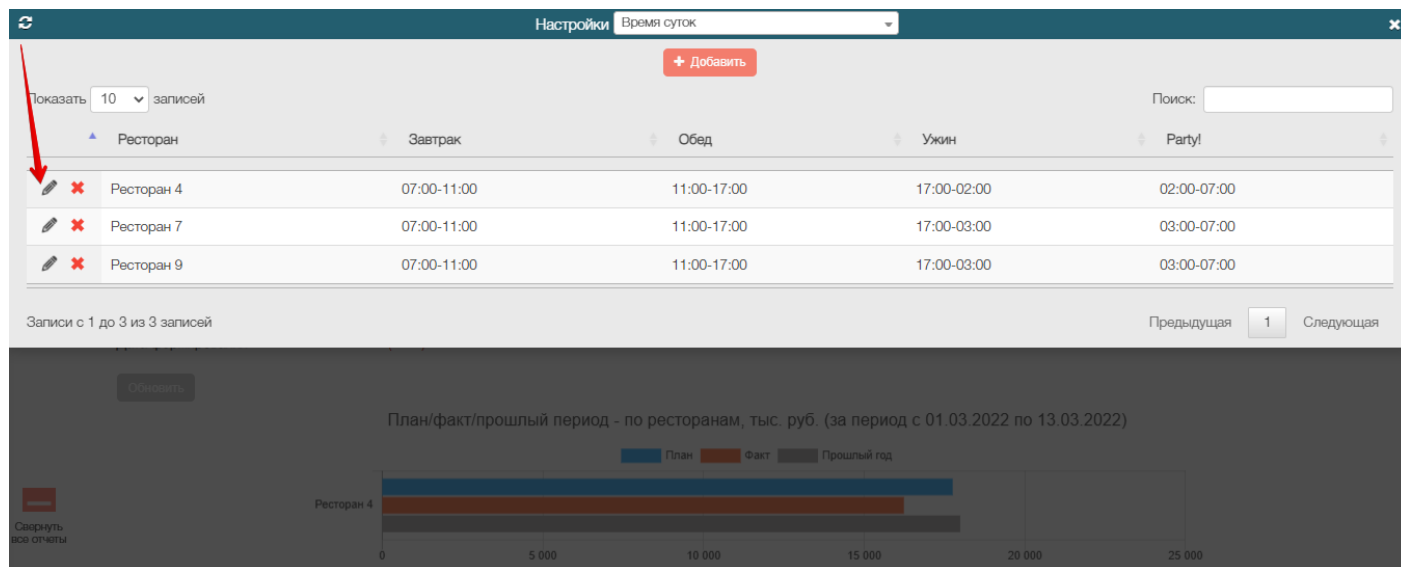 Настройки Время суток
+ Добавить
Показать 10 записей Поиск:
Ресторан Завтрак Обед Ужин Party!
Ресторан 4 07:00-11:00 11:00-17:00 17:00-02:00 02:00-07:00
Ресторан 7 07:00-11:00 11:00-17:00 17:00-03:00 03:00-07:00
Ресторан 9 07:00-11:00 11:00-17:00 17:00-03:00 03:00-07:00
Записи с 1 до 3 из 3 записей Предыдущая 1 Следующая
Обновить
План/факт/прошлый период - по ресторанам, тыс. руб. (за период с 01.03.2022 по 13.03.2022)
План Факт Прошлый год
Ресторан 4
Свернуть
все отчеты
0 5 000 10 000 15 000 20 000 25 000